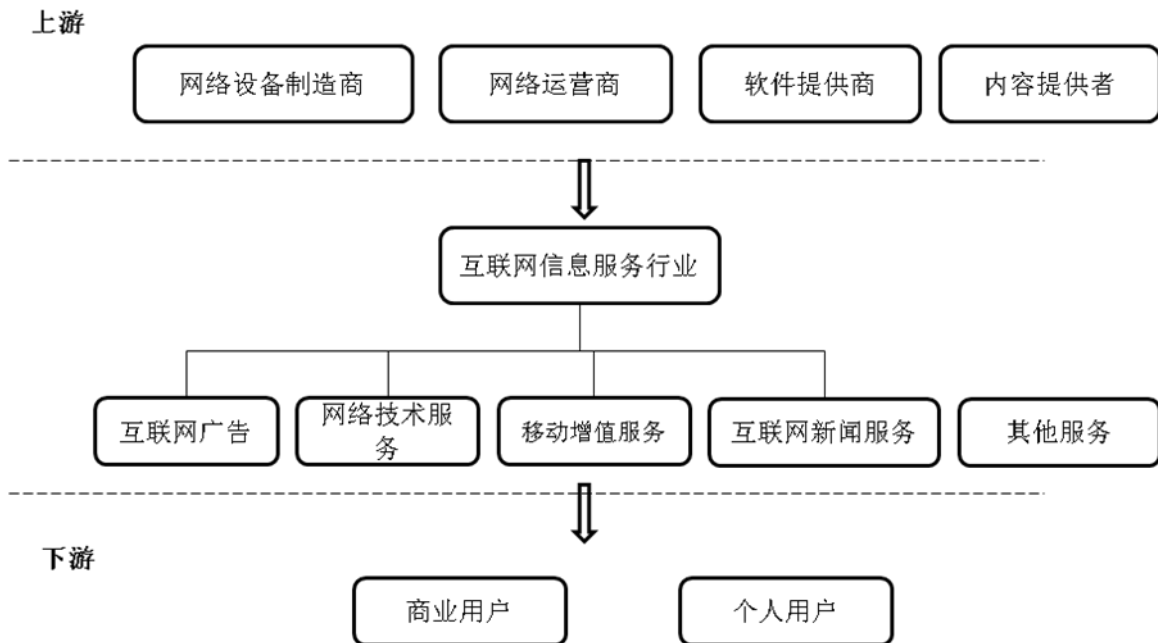 上游
网络设备制造商
网络运营商
软件提供商
内容提供者
互联网信息服务行业
互联网广告
网络技术服
务
移动增值服务
互联网新闻服务
其他服务
下游
商业用户
个人用户